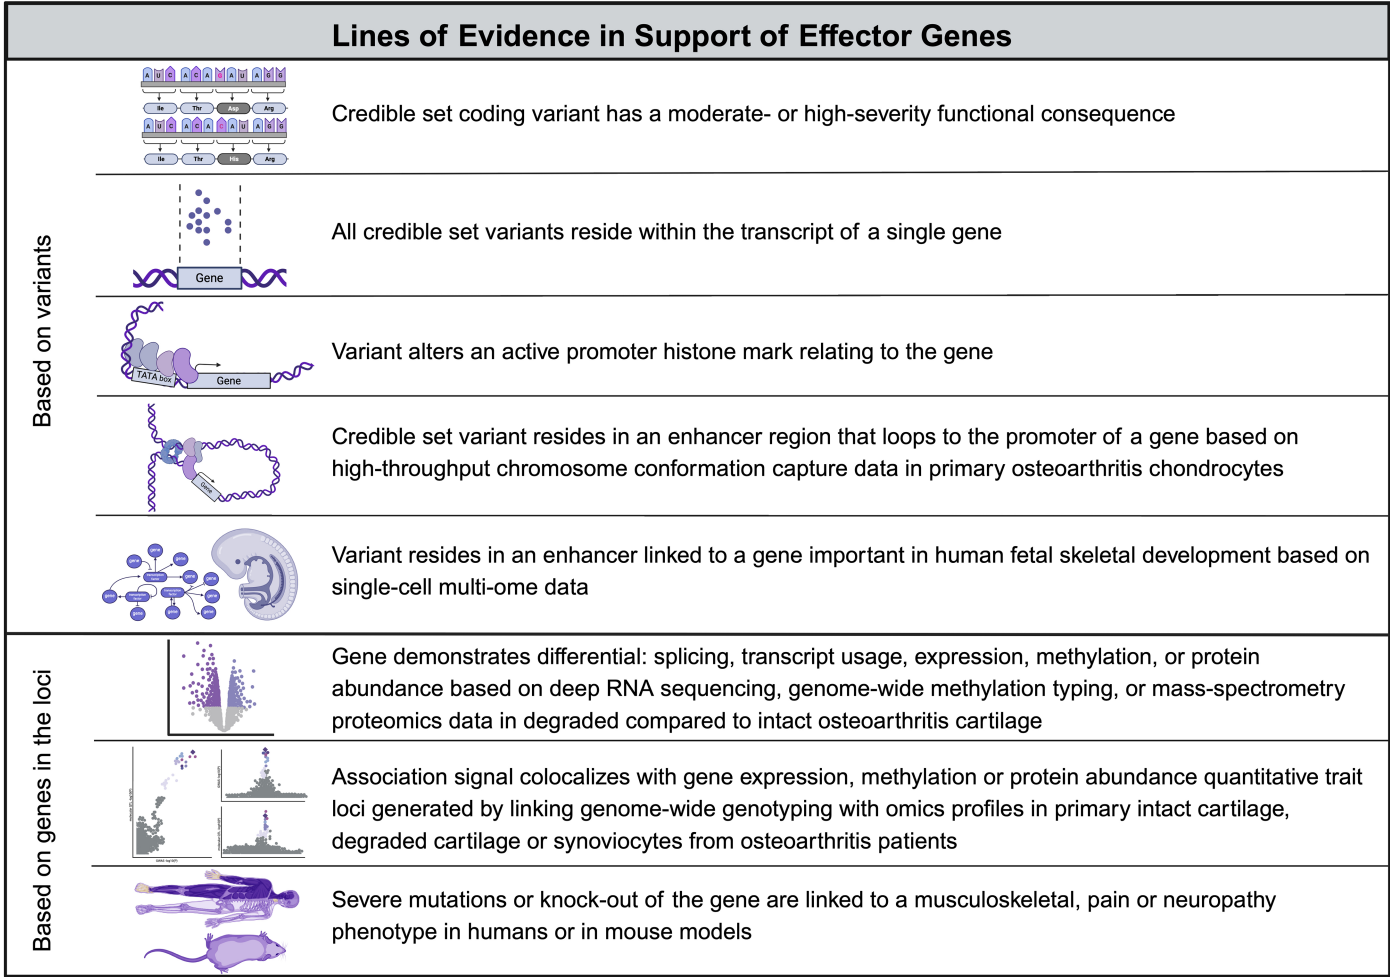 Lines of Evidence in Support of Effector Genes
Based on variants
A U C A C A G A U A G G
Ile Thr Asp Arg
A U C A C A C A U A G G
Ile Thr His Arg
Credible set coding variant has a moderate- or high-severity functional consequence
Gene
All credible set variants reside within the transcript of a single gene
TATA box
Gene
Variant alters an active promoter histone mark relating to the gene
Gene
Credible set variant resides in an enhancer region that loops to the promoter of a gene based on
high-throughput chromosome conformation capture data in primary osteoarthritis chondrocytes
gene
gene
gene
gene
gene
gene
gene
gene
gene
gene
Variant resides in an enhancer linked to a gene important in human fetal skeletal development based on
single-cell multi-ome data
Based on genes in the loci
Gene demonstrates differential: splicing, transcript usage, expression, methylation, or protein
abundance based on deep RNA sequencing, genome-wide methylation typing, or mass-spectrometry
proteomics data in degraded compared to intact osteoarthritis cartilage
Association signal colocalizes with gene expression, methylation or protein abundance quantitative trait
loci generated by linking genome-wide genotyping with omics profiles in primary intact cartilage,
degraded cartilage or synoviocytes from osteoarthritis patients
Severe mutations or knock-out of the gene are linked to a musculoskeletal, pain or neuropathy
phenotype in humans or in mouse models